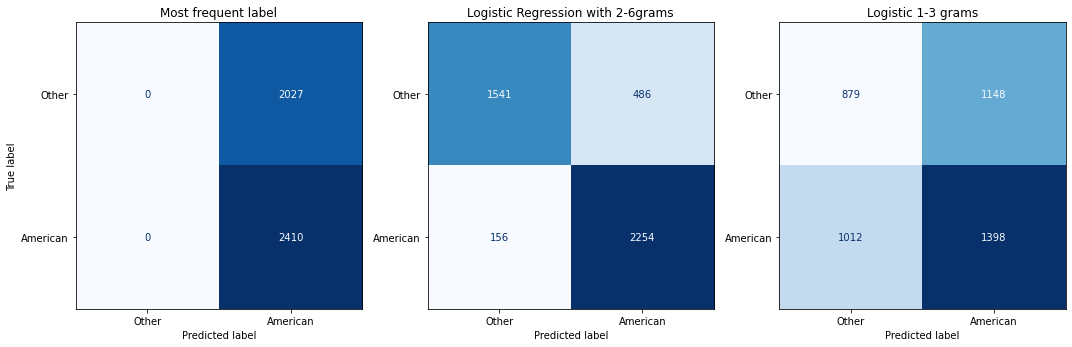 Most frequent label
Logistic Regression with 2-6grams
Logistic 1-3 grams
True label
Other
0
2027
American
0
2410
Other
American
Predicted label
Other
1541
486
American
156
2254
Other
American
Predicted label
Other
879
1148
American
1012
1398
Other
American
Predicted label